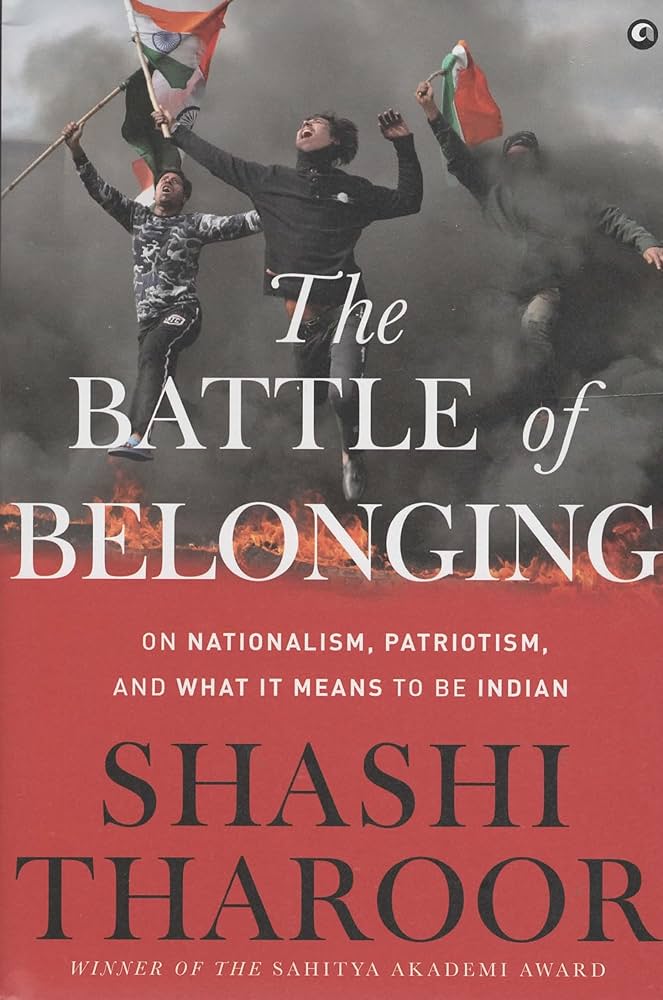 a
The
BATTLE of
BELONGING
ON NATIONALISM, PATRIOTISM,
AND WHAT IT MEANS TO BE INDIAN
SHASHI
THAROOR
WINNER OF THE SAHITYA AKADEMI AWARD